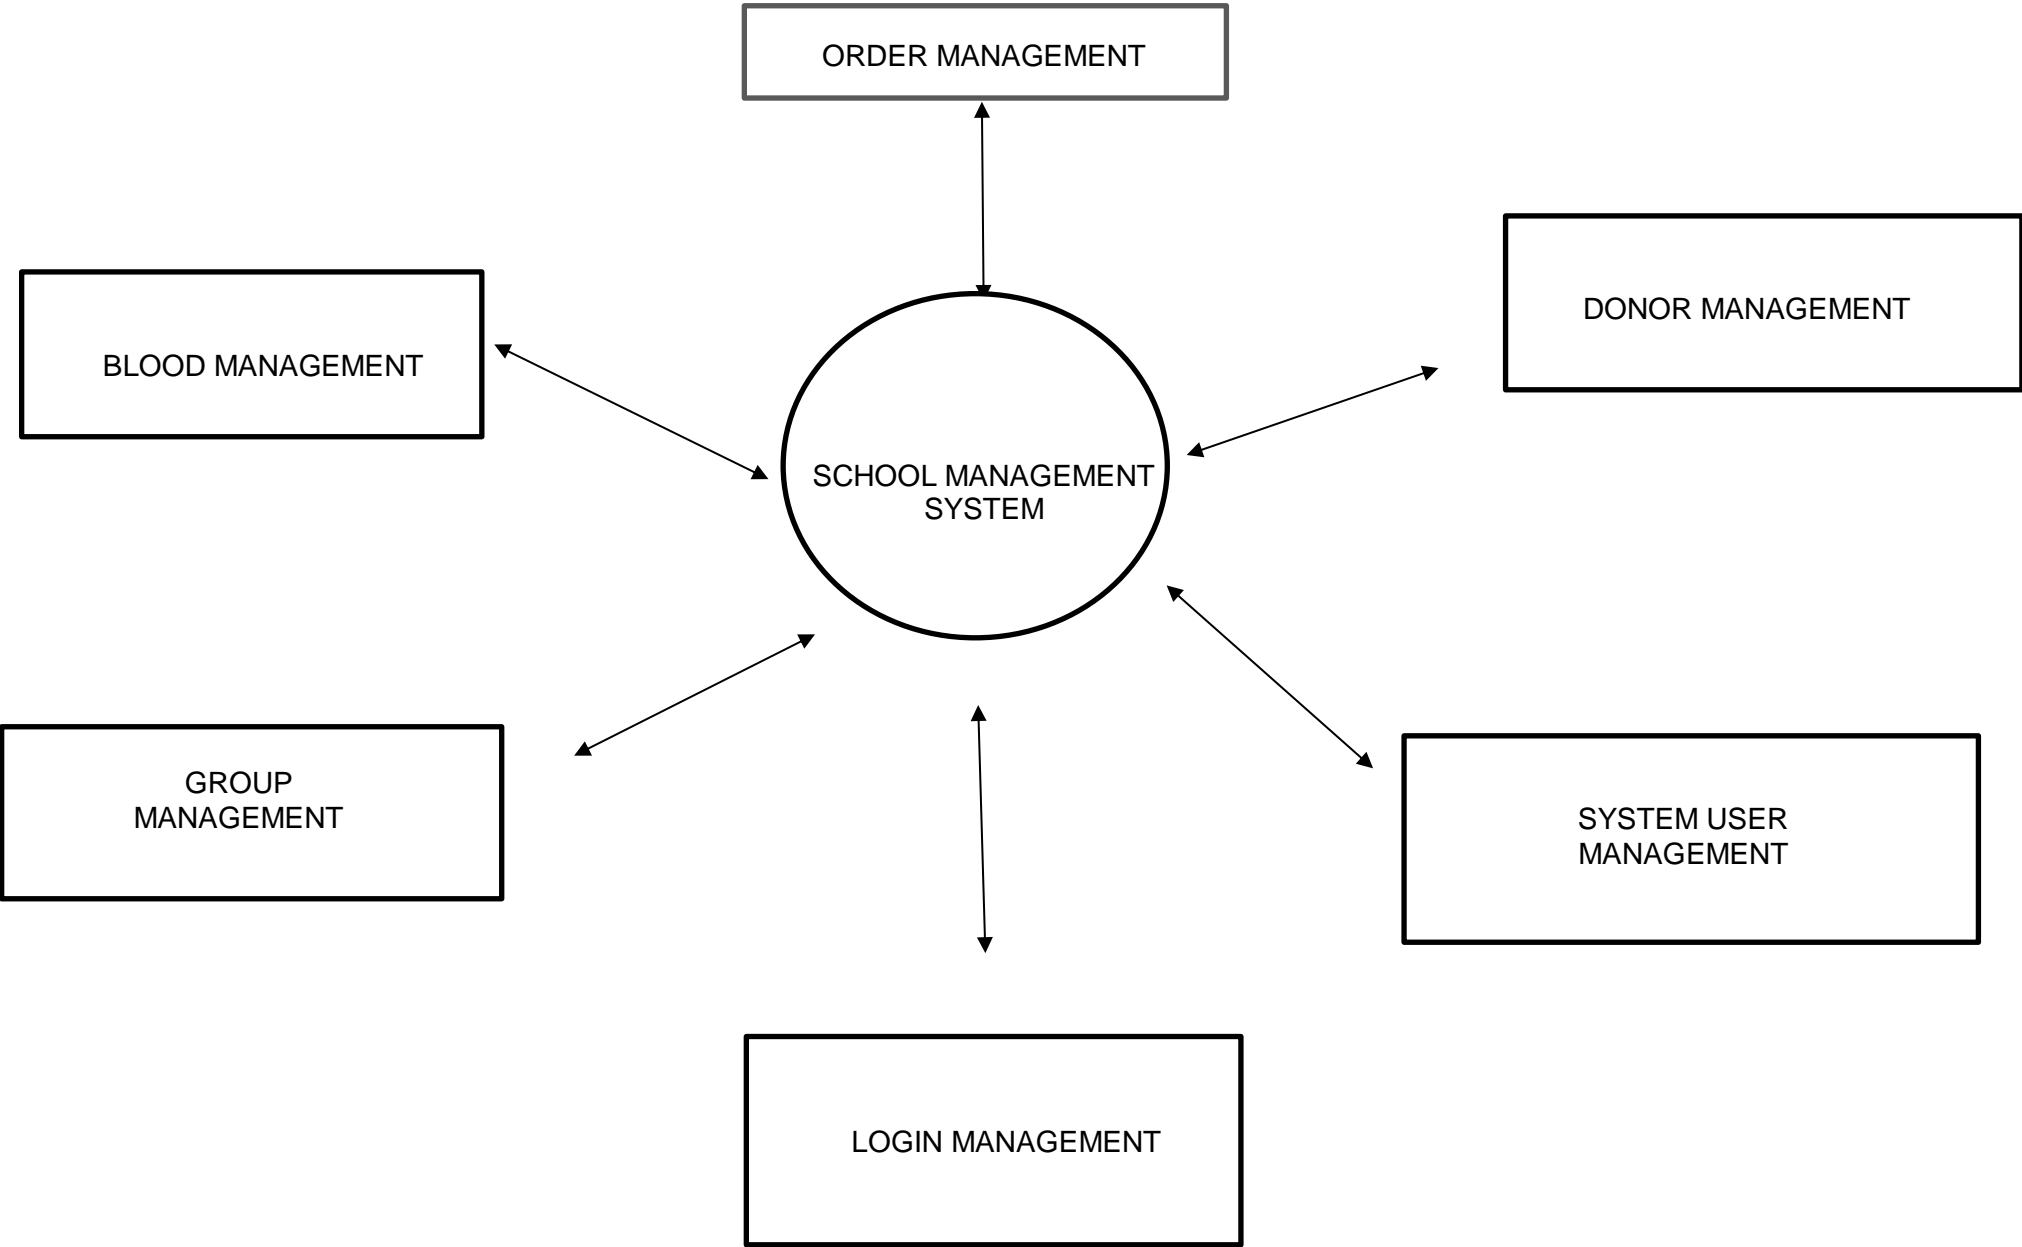 ORDER MANAGEMENT
DONOR MANAGEMENT
BLOOD MANAGEMENT
SCHOOL MANAGEMENT
SYSTEM
GROUP
MANAGEMENT
SYSTEM USER
MANAGEMENT
LOGIN MANAGEMENT